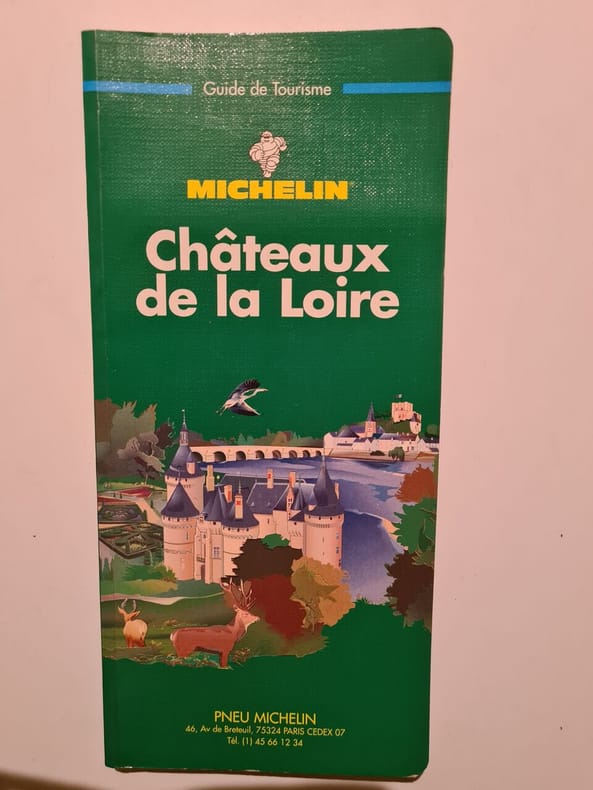 Guide de Tourisme
MICHELIN
Châteaux
de la Loire
PNEU MICHELIN
46, Av de Breteuil, 75324 PARIS CEDEX 07
Tél. (1) 45 66 12 34